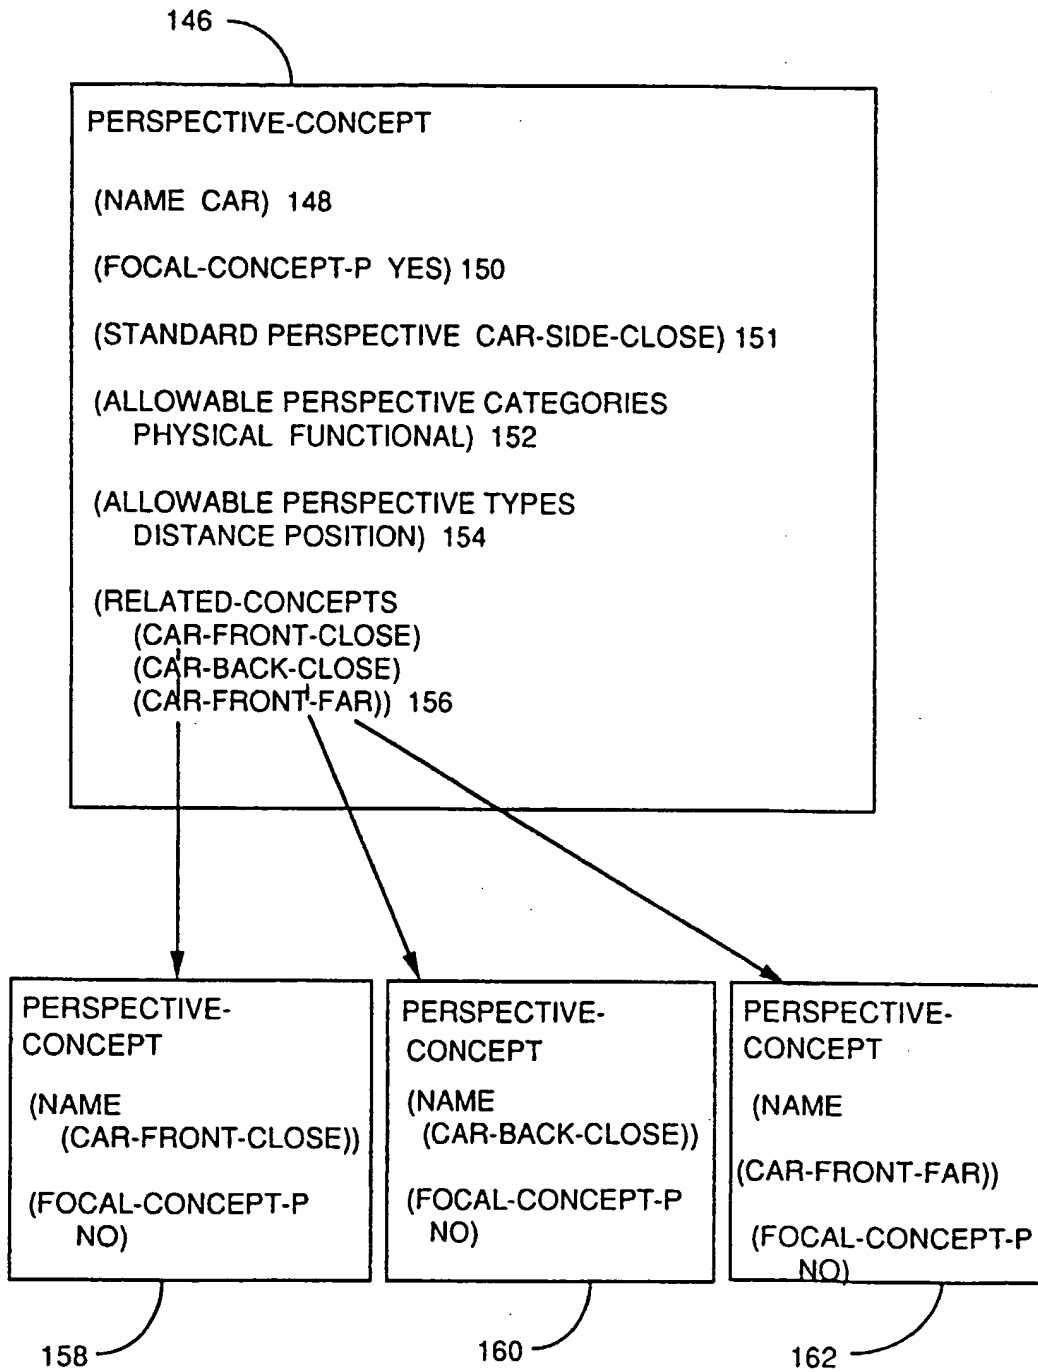 146
PERSPECTIVE-CONCEPT
(NAME CAR) 148
(FOCAL-CONCEPT-P YES) 150
(STANDARD PERSPECTIVE CAR-SIDE-CLOSE) 151
(ALLOWABLE PERSPECTIVE CATEGORIES
PHYSICAL FUNCTIONAL) 152
(ALLOWABLE PERSPECTIVE TYPES
DISTANCE POSITION) 154
(RELATED-CONCEPTS
(CAR-FRONT-CLOSE)
(CAR-BACK-CLOSE)
(CAR-FRONT-FAR)) 156
PERSPECTIVE-
CONCEPT
(NAME
(CAR-FRONT-CLOSE))
(FOCAL-CONCEPT-P
NO)
158
PERSPECTIVE-
CONCEPT
(NAME
(CAR-BACK-CLOSE))
(FOCAL-CONCEPT-P
NO)
160
PERSPECTIVE-
CONCEPT
(NAME
(CAR-FRONT-FAR))
(FOCAL-CONCEPT-P
NO)
162